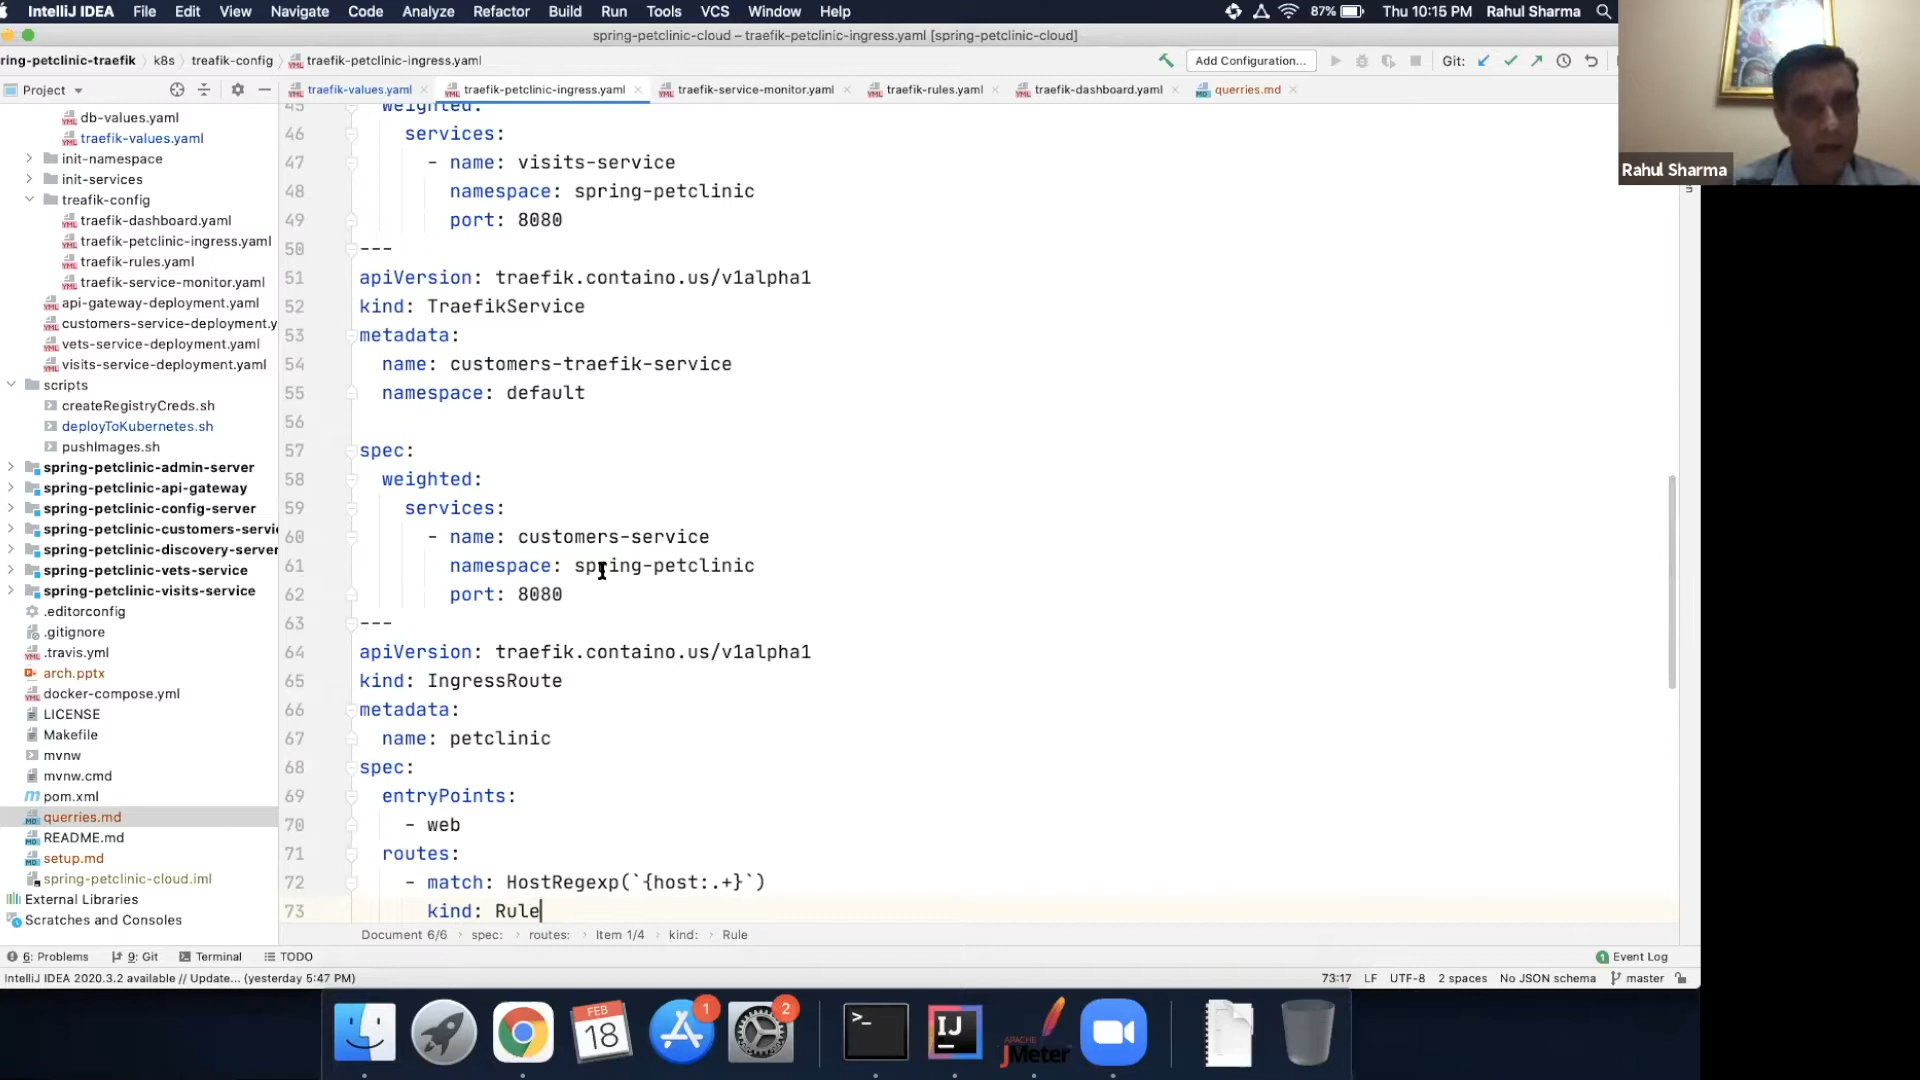 IntelliJ IDEA File Edit View Navigate Code Analyze Refactor Build Run Tools VCS Window Help 87% Thu 10:15 PM Rahul Sharma
spring-petclinic-cloud – traefik-petclinic-ingress.yaml [spring-petclinic-cloud]
ring-petclinic-traefik k8s treafik-config traefik-petclinic-ingress.yaml Add Configuration... Git:
Project traefik-values.yaml traefik-petclinic-ingress.yaml traefik-service-monitor.yaml traefik-rules.yaml traefik-dashboard.yaml querries.md
Rahul Sharma
db-values.yaml
traefik-values.yaml
init-namespace
init-services
treafik-config
traefik-dashboard.yaml
traefik-petclinic-ingress.yaml
traefik-rules.yaml
traefik-service-monitor.yaml
api-gateway-deployment.yaml
customers-service-deployment.y
vets-service-deployment.yaml
visits-service-deployment.yaml
scripts
createRegistryCreds.sh
deployToKubernetes.sh
pushImages.sh
spring-petclinic-admin-server
spring-petclinic-api-gateway
spring-petclinic-config-server
spring-petclinic-customers-servi
spring-petclinic-discovery-server
spring-petclinic-vets-service
spring-petclinic-visits-service
.editorconfig
.gitignore
.travis.yml
arch.pptx
docker-compose.yml
LICENSE
Makefile
mvnw
mvnw.cmd
pom.xml
querries.md
README.md
setup.md
spring-petclinic-cloud.iml
External Libraries
Scratches and Consoles
45 weighted:
46 services:
47 - name: visits-service
48 namespace: spring-petclinic
49 port: 8080
50 ---
51 apiVersion: traefik.containo.us/v1alpha1
52 kind: TraefikService
53 metadata:
54 name: customers-traefik-service
55 namespace: default
56
57 spec:
58 weighted:
59 services:
60 - name: customers-service
61 namespace: spring-petclinic
62 port: 8080
63 ---
64 apiVersion: traefik.containo.us/v1alpha1
65 kind: IngressRoute
66 metadata:
67 name: petclinic
68 spec:
69 entryPoints:
70 - web
71 routes:
72 - match: HostRegexp(`{host:.+}`)
73 kind: Rule
Document 6/6 spec: routes: Item 1/4 kind: Rule
6: Problems 9: Git Terminal TODO 1 Event Log
IntelliJ IDEA 2020.3.2 available // Update... (yesterday 5:47 PM) 73:17 LF UTF-8 2 spaces No JSON schema master
FEB
18
1
2
>_
IJ
APACHE
JMeter